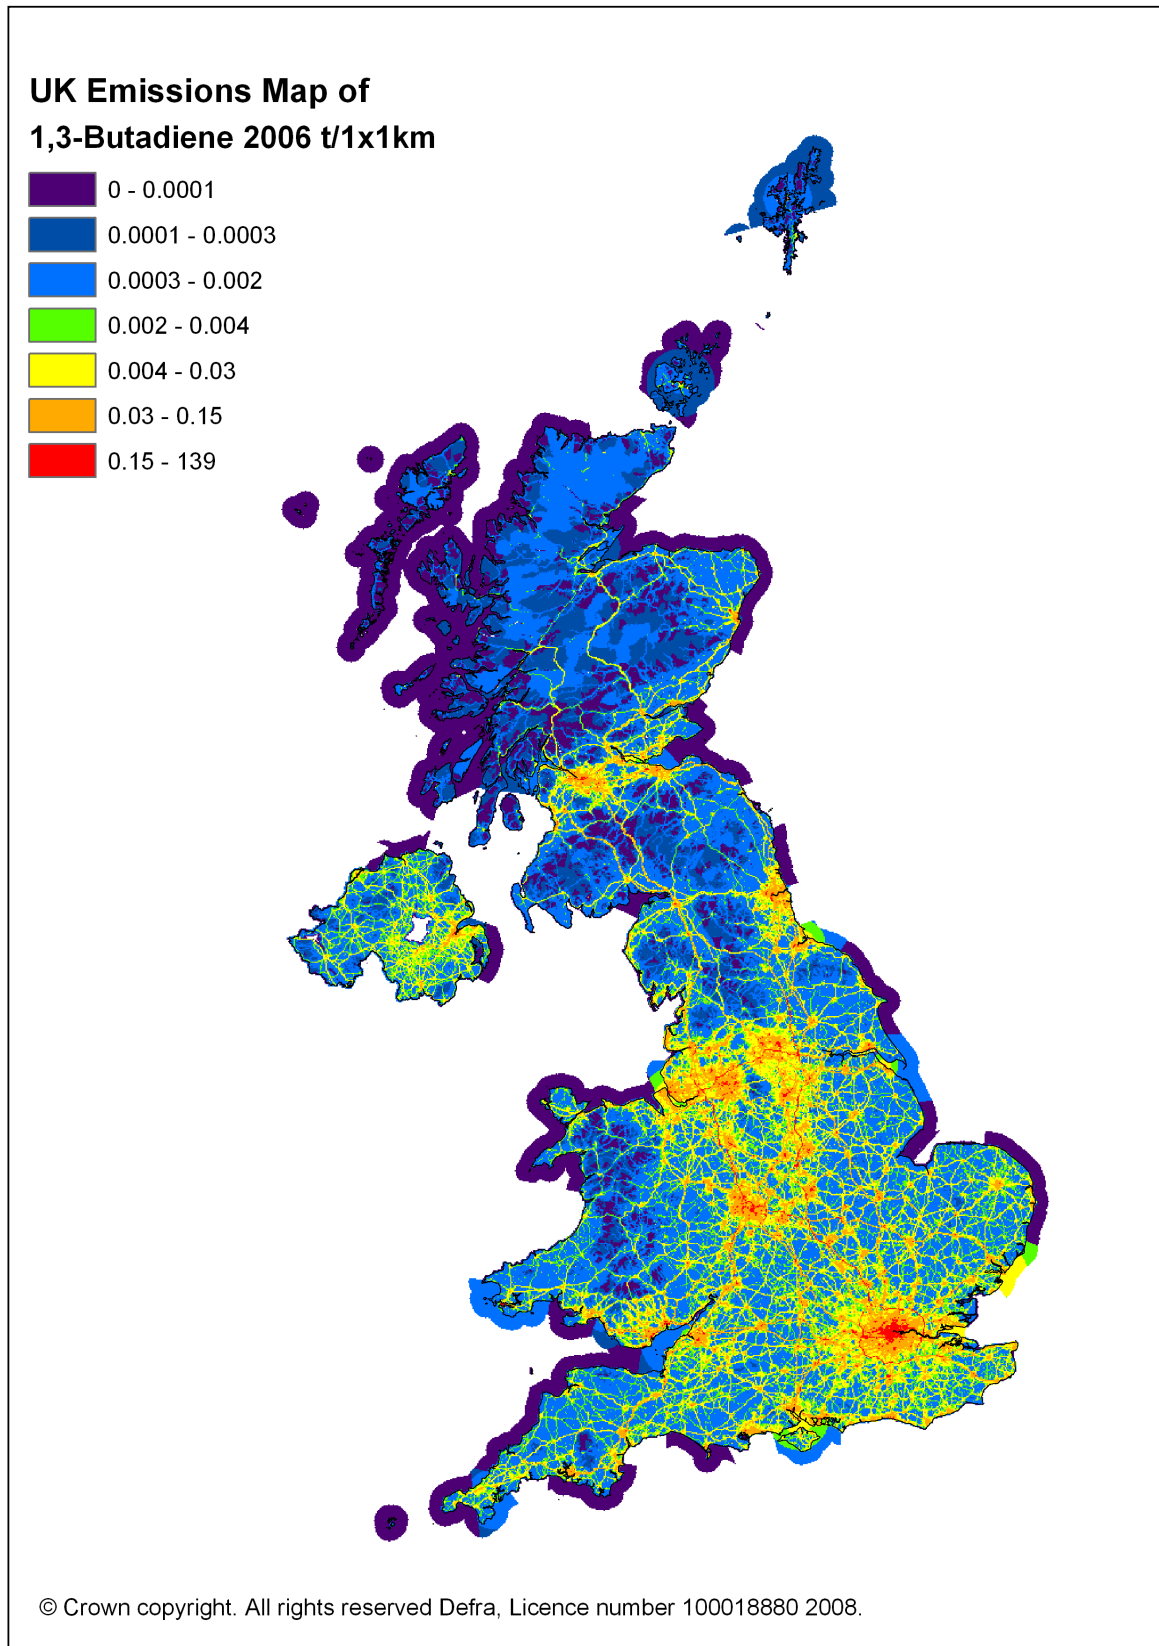 UK Emissions Map of
1,3-Butadiene 2006 t/1x1km
0 - 0.0001
0.0001 - 0.0003
0.0003 - 0.002
0.002 - 0.004
0.004 - 0.03
0.03 - 0.15
0.15 - 139
© Crown copyright. All rights reserved Defra, Licence number 100018880 2008.